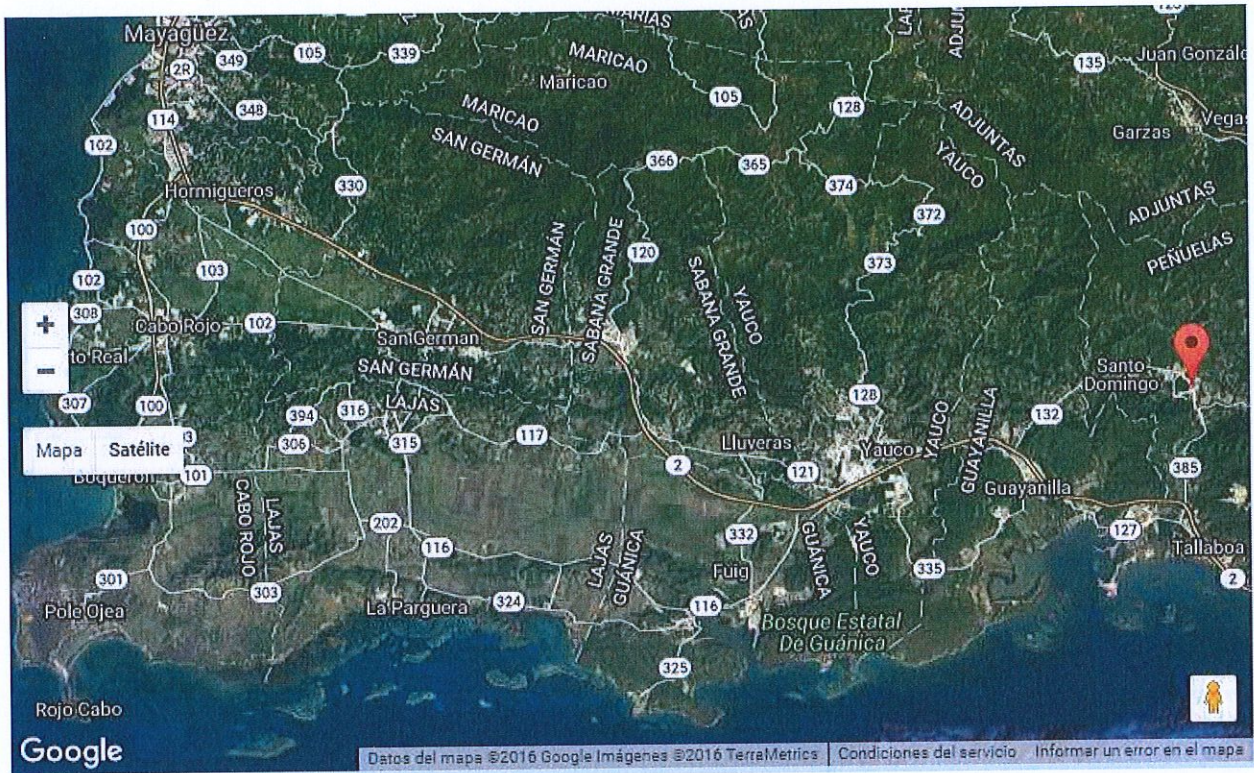 Mayagüez
2R
349
105
339
MARICAO
Maricao
105
128
135
Juan Gonzále
114
348
102
MARICAO
SAN GERMÁN
366
365
374
372
ADJUNTAS
YAUCO
Garzas
Vegas
ADJUNTAS
PEÑUELAS
Hormigueros
330
100
103
120
373
102
308
Cabo Rojo
102
San Germán
SAN GERMÁN
SABANA GRANDE
YAUCO
SABANA GRANDE
+
−
to Real
SAN GERMÁN
Santo
Domingo
307
100
394
316
LAJAS
306
315
117
128
132
Lluveras
Yauco
YAUCO
GUAYANILLA
Mapa
Satélite
Boquerón
101
2
121
385
Guayanilla
CABO ROJO
LAJAS
202
116
332
127
Tallaboa
LAJAS
GUÁNICA
Fuig
GUÁNICA
YAUCO
335
2
301
303
Pole Ojea
La Parguera
324
116
Bosque Estatal
De Guánica
325
Rojo Cabo
Google
Datos del mapa ©2016 Google Imágenes ©2016 TerraMetrics
Condiciones del servicio
Informar un error en el mapa